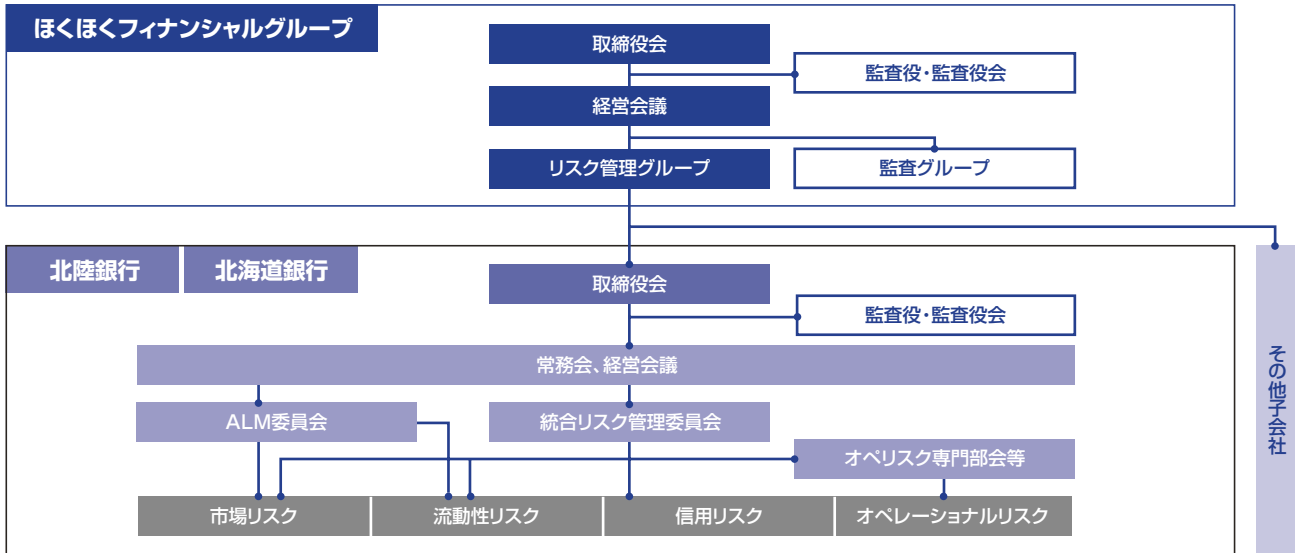 ほくほくフィナンシャルグループ
取締役会
監査役・監査役会
経営会議
リスク管理グループ
監査グループ
北陸銀行
北海道銀行
取締役会
監査役・監査役会
常務会、経営会議
ALM委員会
統合リスク管理委員会
オペリスク専門部会等
市場リスク
流動性リスク
信用リスク
オペレーショナルリスク
その他子会社